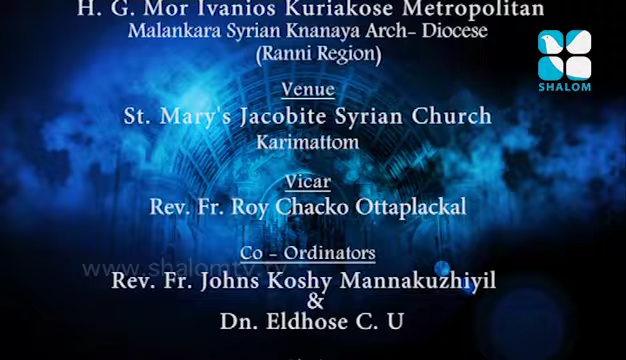 H. G. Mor Ivanios Kuriakose Metropolitan
Malankara Syrian Knanaya Arch- Diocese
(Ranni Region)
SHALOM
Venue
St. Mary's Jacobite Syrian Church
Karimattom
Vicar
Rev. Fr. Roy Chacko Ottaplackal
Co - Ordinators
www.shalomtv.tv
Rev. Fr. Johns Koshy Mannakuzhiyil
&
Dn. Eldhose C. U